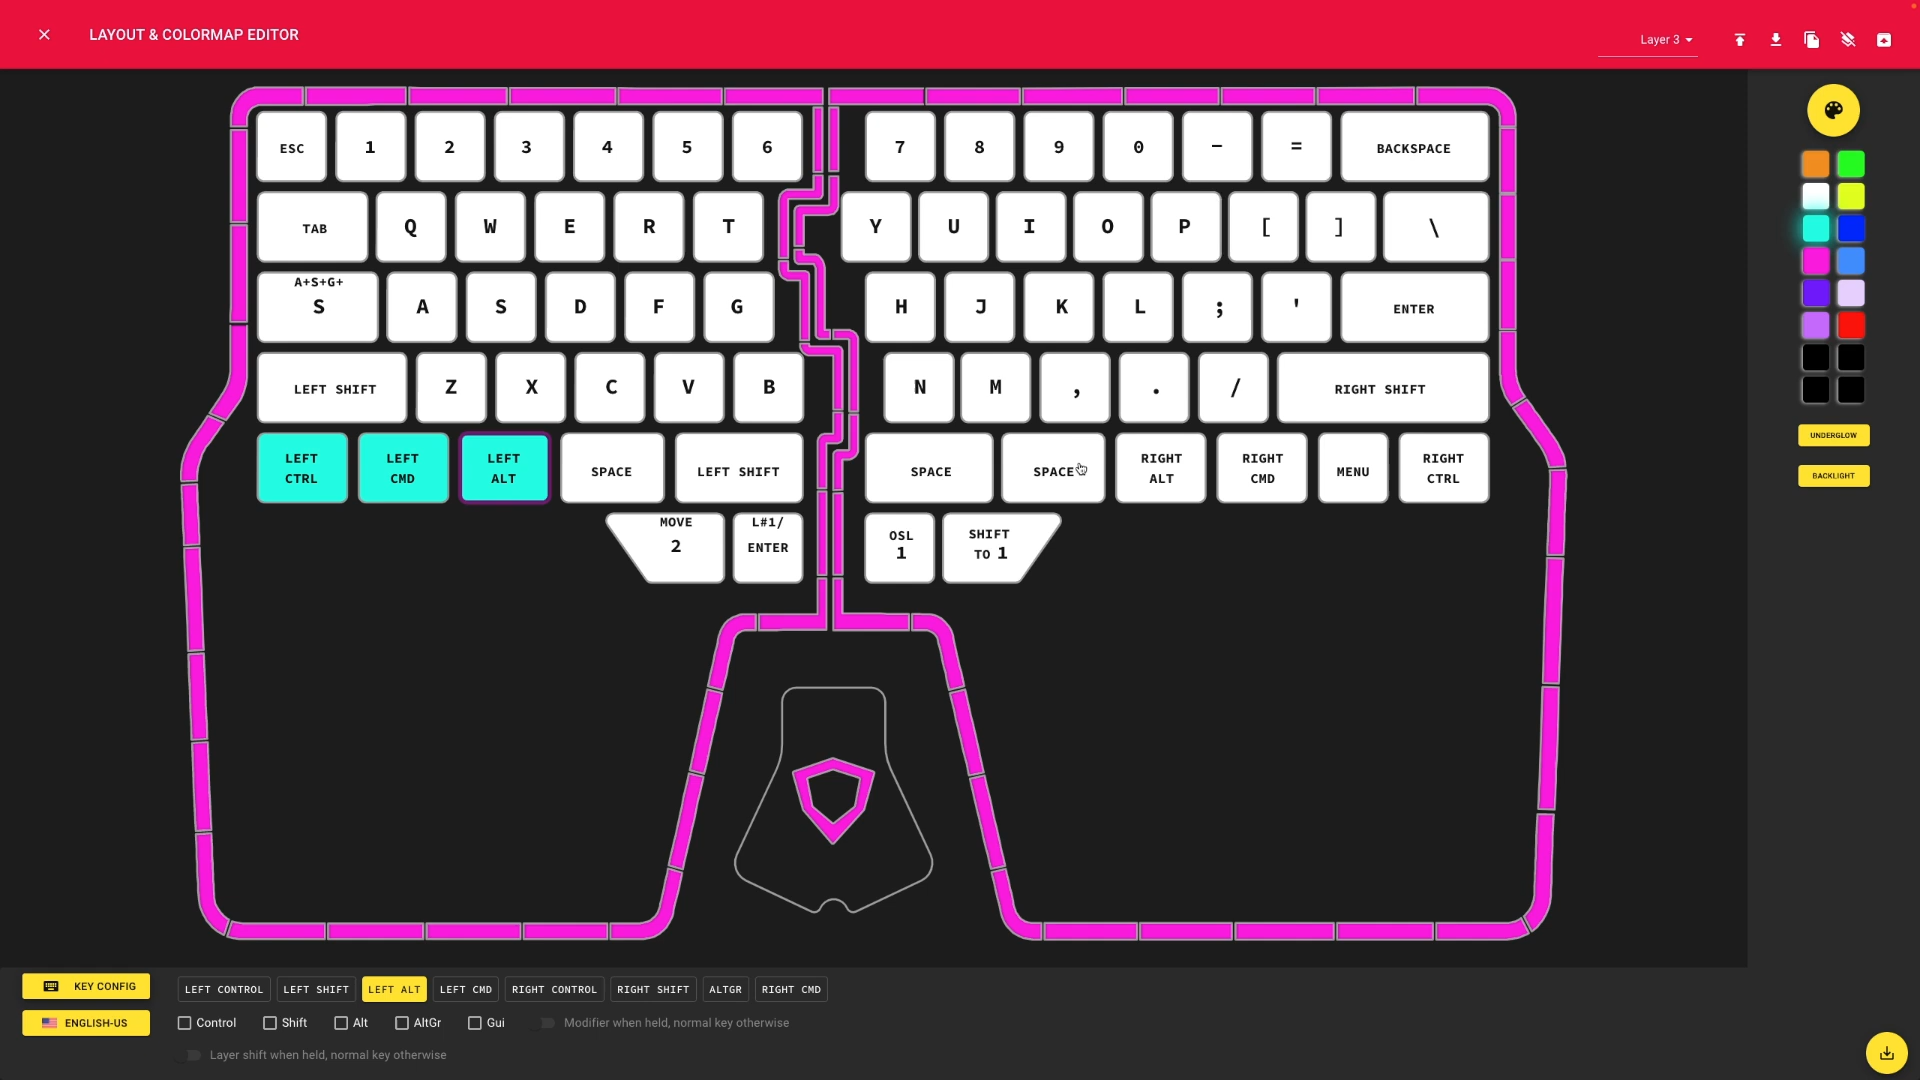 LAYOUT & COLORMAP EDITOR
Layer 3
ESC 1 2 3 4 5 6 7 8 9 0 - = BACKSPACE
TAB Q W E R T Y U I O P [ ] \
A+S+G+
S A S D F G H J K L ; ' ENTER
LEFT SHIFT Z X C V B N M , . / RIGHT SHIFT
LEFT CTRL
LEFT CMD
LEFT ALT
SPACE
LEFT SHIFT
SPACE
SPACE
RIGHT ALT
RIGHT CMD
MENU
RIGHT CTRL
MOVE
2
L#1/
ENTER
OSL
1
SHIFT
TO 1
UNDERGLOW
BACKLIGHT
KEY CONFIG
ENGLISH-US
LEFT CONTROL LEFT SHIFT LEFT ALT LEFT CMD RIGHT CONTROL RIGHT SHIFT ALTGR RIGHT CMD
Control Shift Alt AltGr Gui Modifier when held, normal key otherwise
Layer shift when held, normal key otherwise